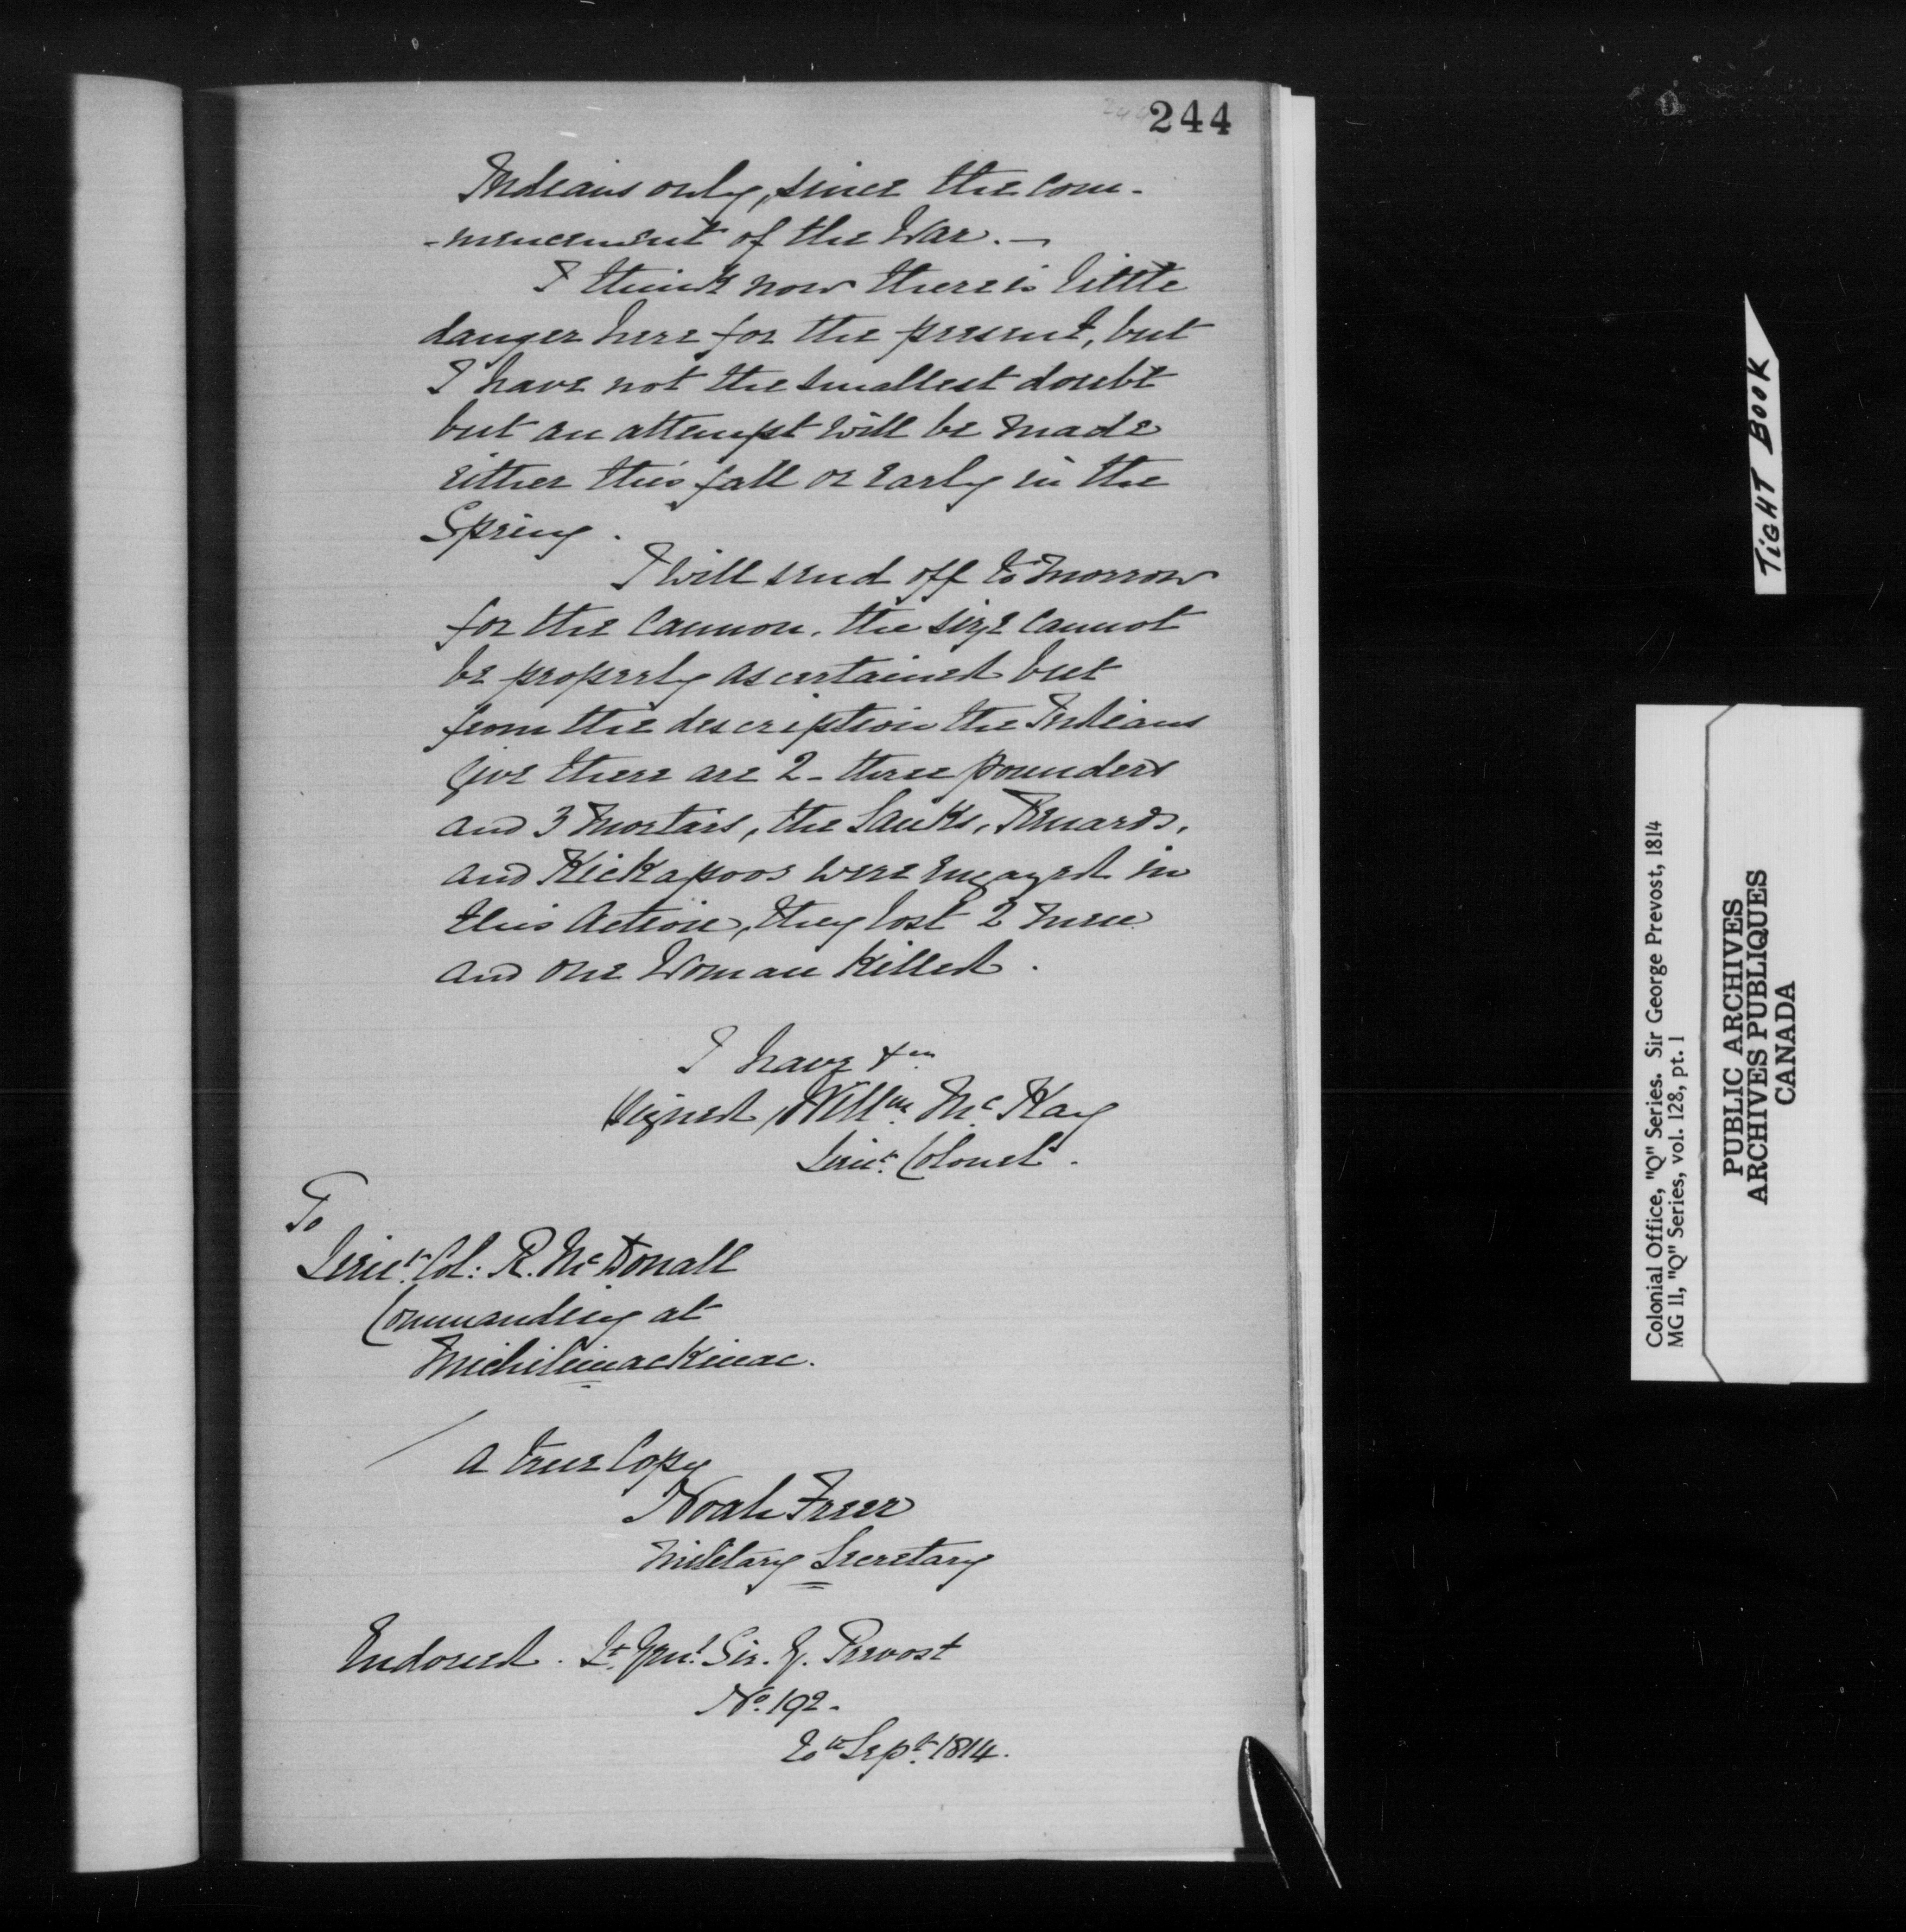 244
Indians only, since the com-
-mencement of the War. —
I think now there is little
danger here for the present, but
I have not the smallest doubt
but an attempt will be made
either this fall or early in the
Spring.
I will send off to morrow
for the Cannon. the size cannot
be properly ascertained but
from the description the Indians
give there are 2 - three pounders
and 3 Mortars, the Sauks, Renards,
and Kickapoos were engaged in
this Action, they lost 2 men
and one Woman Killed.
I have &c
Signed Willm. Mc Kay
Lieut. Colonel.
To
Lieut. Col: R. McDonall
Commanding at
Michilimackinac.
A true Copy
Noah Freer
Military Secretary
Endorsed. Lt. Genl. Sir. G. Prevost
No. 192.
Septr. 1814.
TIGHT BOOK
Colonial Office, "Q" Series. Sir George Prevost, 1814
MG 11, "Q" Series, vol. 128, pt. 1
PUBLIC ARCHIVES
ARCHIVES PUBLIQUES
CANADA